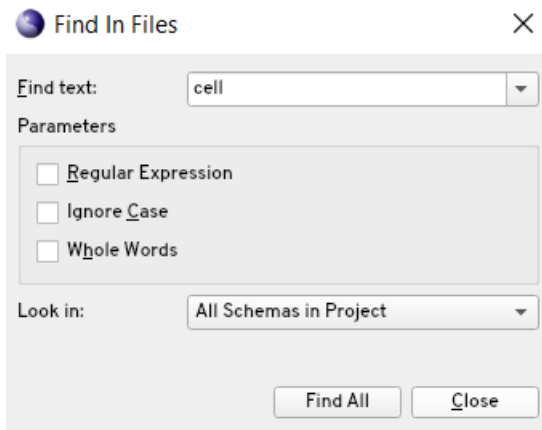 Find In Files
Find text: cell
Parameters
Regular Expression
Ignore Case
Whole Words
Look in: All Schemas in Project
Find All Close